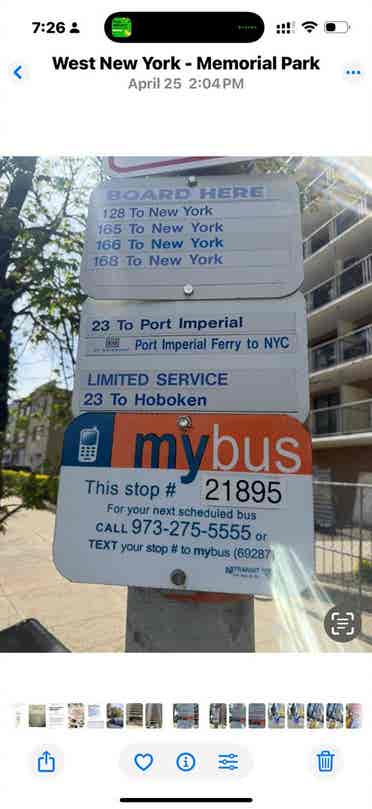 7:26
West New York - Memorial Park
April 25 2:04 PM
BOARD HERE
128 To New York
165 To New York
166 To New York
168 To New York
23 To Port Imperial
Port Imperial Ferry to NYC
LIMITED SERVICE
23 To Hoboken
mybus
This stop # 21895
For your next scheduled bus
CALL 973-275-5555 or
TEXT your stop # to mybus (69287)
NJ TRANSIT